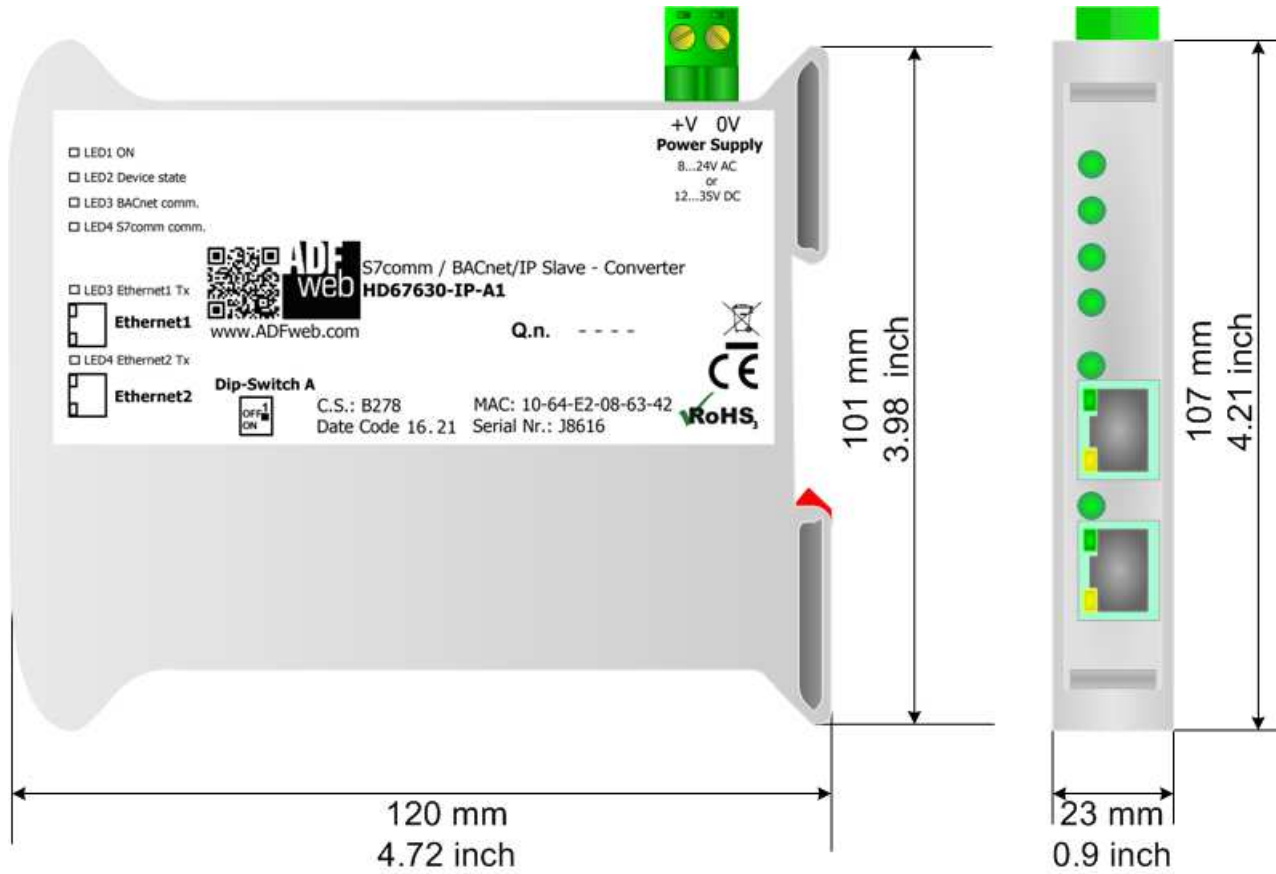 +V 0V
Power Supply
8...24V AC
or
12...35V DC
LED1 ON
LED2 Device state
LED3 BACnet comm.
LED4 S7comm comm.
ADF
web
S7comm / BACnet/IP Slave - Converter
HD67630-IP-A1
www.ADFweb.com
Q.n. - - - -
LED3 Ethernet1 Tx
Ethernet1
LED4 Ethernet2 Tx
Ethernet2
Dip-Switch A
OFF 1
ON
C.S.: B278
MAC: 10-64-E2-08-63-42
Date Code 16.21
Serial Nr.: J8616
CE
RoHS3
101 mm
3.98 inch
107 mm
4.21 inch
120 mm
4.72 inch
23 mm
0.9 inch